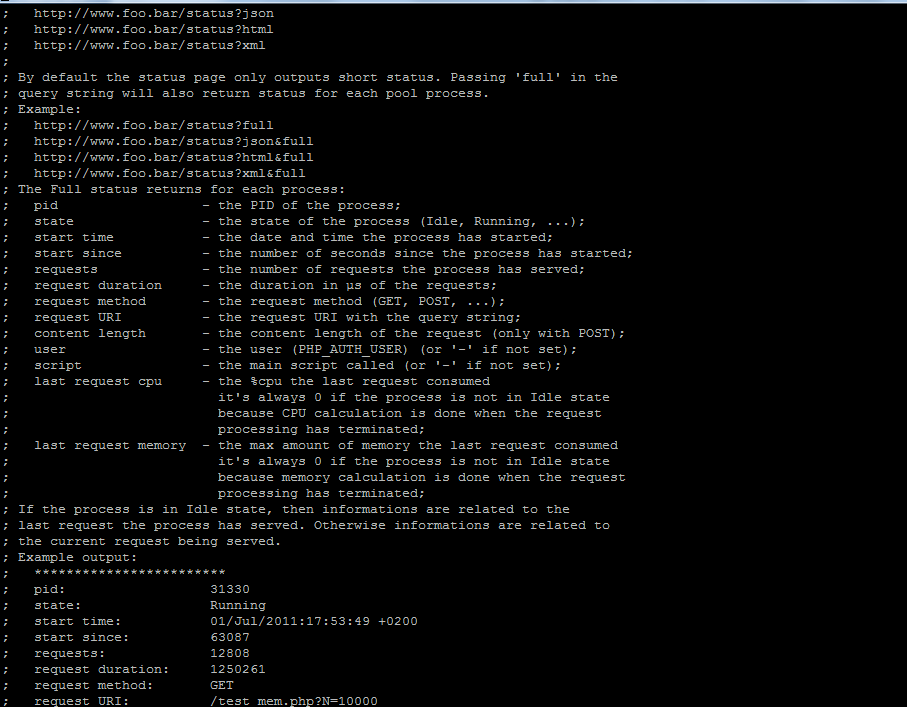 ;   http://www.foo.bar/status?json
;   http://www.foo.bar/status?html
;   http://www.foo.bar/status?xml
;
; By default the status page only outputs short status. Passing 'full' in the
; query string will also return status for each pool process.
; Example:
;   http://www.foo.bar/status?full
;   http://www.foo.bar/status?json&full
;   http://www.foo.bar/status?html&full
;   http://www.foo.bar/status?xml&full
; The Full status returns for each process:
;   pid                  - the PID of the process;
;   state                - the state of the process (Idle, Running, ...);
;   start time           - the date and time the process has started;
;   start since          - the number of seconds since the process has started;
;   requests             - the number of requests the process has served;
;   request duration     - the duration in µs of the requests;
;   request method       - the request method (GET, POST, ...);
;   request URI          - the request URI with the query string;
;   content length       - the content length of the request (only with POST);
;   user                 - the user (PHP_AUTH_USER) (or '-' if not set);
;   script               - the main script called (or '-' if not set);
;   last request cpu     - the %cpu the last request consumed
;                          it's always 0 if the process is not in Idle state
;                          because CPU calculation is done when the request
;                          processing has terminated;
;   last request memory  - the max amount of memory the last request consumed
;                          it's always 0 if the process is not in Idle state
;                          because memory calculation is done when the request
;                          processing has terminated;
; If the process is in Idle state, then informations are related to the
; last request the process has served. Otherwise informations are related to
; the current request being served.
; Example output:
;   ************************
;   pid:                  31330
;   state:                Running
;   start time:           01/Jul/2011:17:53:49 +0200
;   start since:          63087
;   requests:             12808
;   request duration:     1250261
;   request method:       GET
;   request URI:          /test_mem.php?N=10000